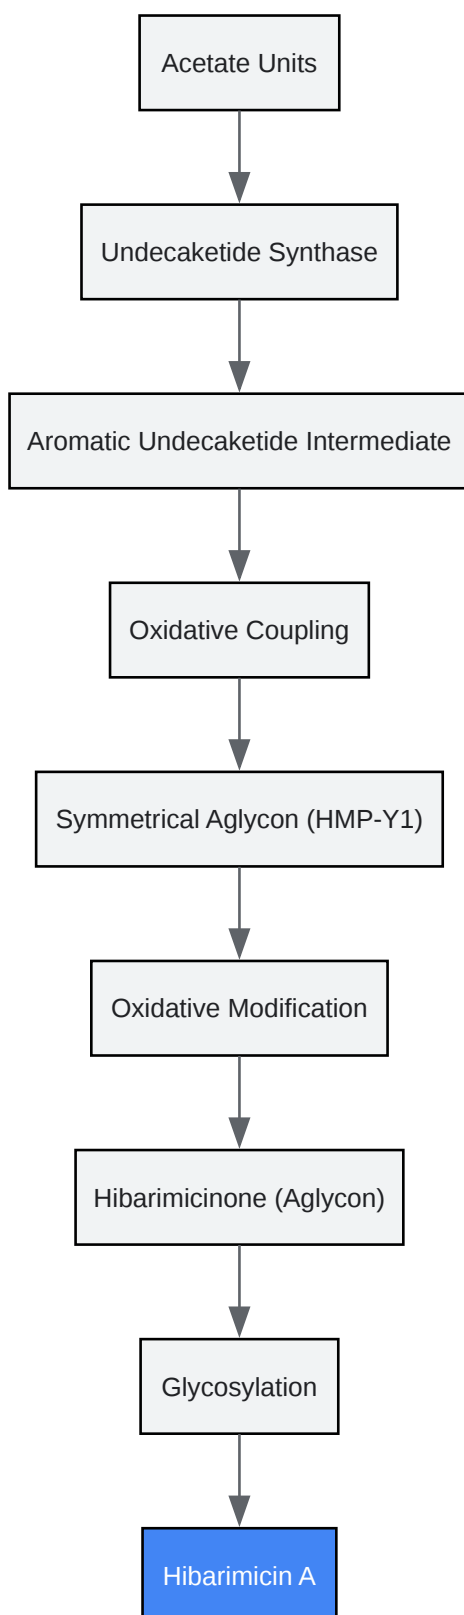 Acetate Units
Undecaketide Synthase
Aromatic Undecaketide Intermediate
Oxidative Coupling
Symmetrical Aglycon (HMP-Y1)
Oxidative Modification
Hibarimicinone (Aglycon)
Glycosylation
Hibarimicin A